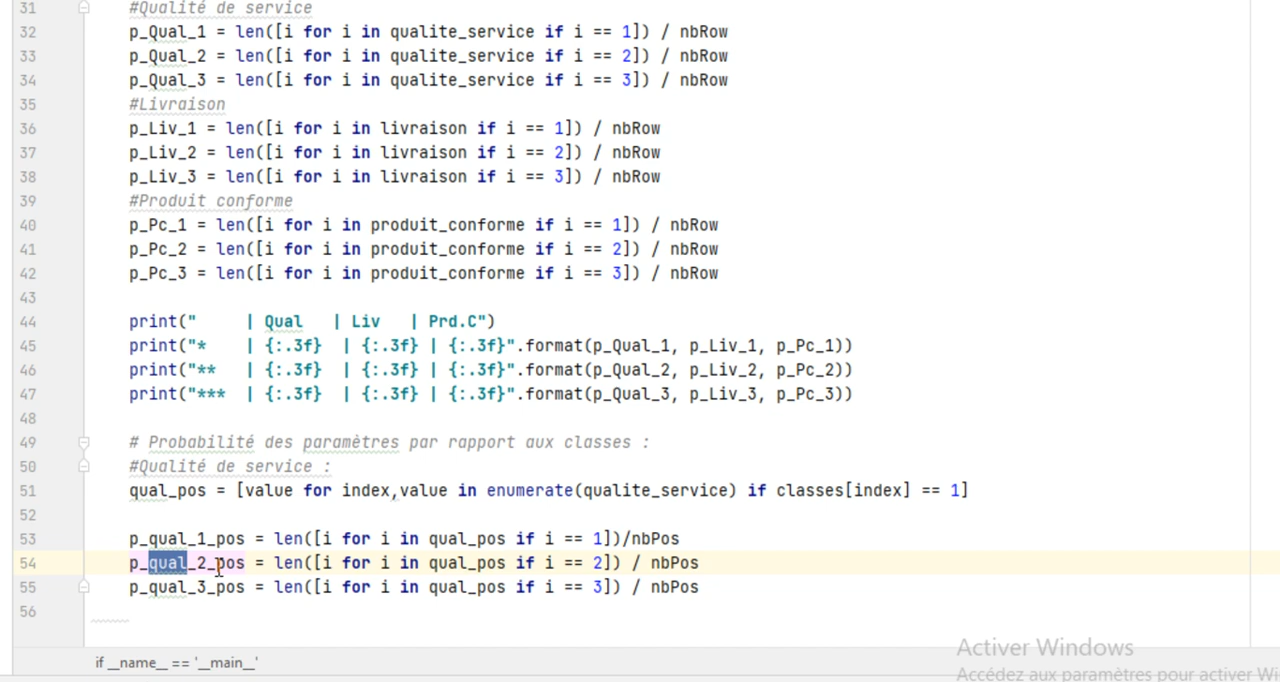 31 #Qualité de service
32 p_Qual_1 = len([i for i in qualite_service if i == 1]) / nbRow
33 p_Qual_2 = len([i for i in qualite_service if i == 2]) / nbRow
34 p_Qual_3 = len([i for i in qualite_service if i == 3]) / nbRow
35 #Livraison
36 p_Liv_1 = len([i for i in livraison if i == 1]) / nbRow
37 p_Liv_2 = len([i for i in livraison if i == 2]) / nbRow
38 p_Liv_3 = len([i for i in livraison if i == 3]) / nbRow
39 #Produit conforme
40 p_Pc_1 = len([i for i in produit_conforme if i == 1]) / nbRow
41 p_Pc_2 = len([i for i in produit_conforme if i == 2]) / nbRow
42 p_Pc_3 = len([i for i in produit_conforme if i == 3]) / nbRow
43
44 print("     | Qual   | Liv   | Prd.C")
45 print("*    | {:.3f}  | {:.3f} | {:.3f}".format(p_Qual_1, p_Liv_1, p_Pc_1))
46 print("**   | {:.3f}  | {:.3f} | {:.3f}".format(p_Qual_2, p_Liv_2, p_Pc_2))
47 print("***  | {:.3f}  | {:.3f} | {:.3f}".format(p_Qual_3, p_Liv_3, p_Pc_3))
48
49 # Probabilité des paramètres par rapport aux classes :
50 #Qualité de service :
51 qual_pos = [value for index,value in enumerate(qualite_service) if classes[index] == 1]
52
53 p_qual_1_pos = len([i for i in qual_pos if i == 1])/nbPos
54 p_qual_2_pos = len([i for i in qual_pos if i == 2]) / nbPos
55 p_qual_3_pos = len([i for i in qual_pos if i == 3]) / nbPos
56
Activer Windows
if __name__ == '__main__'
Accédez aux paramètres pour activer Wi